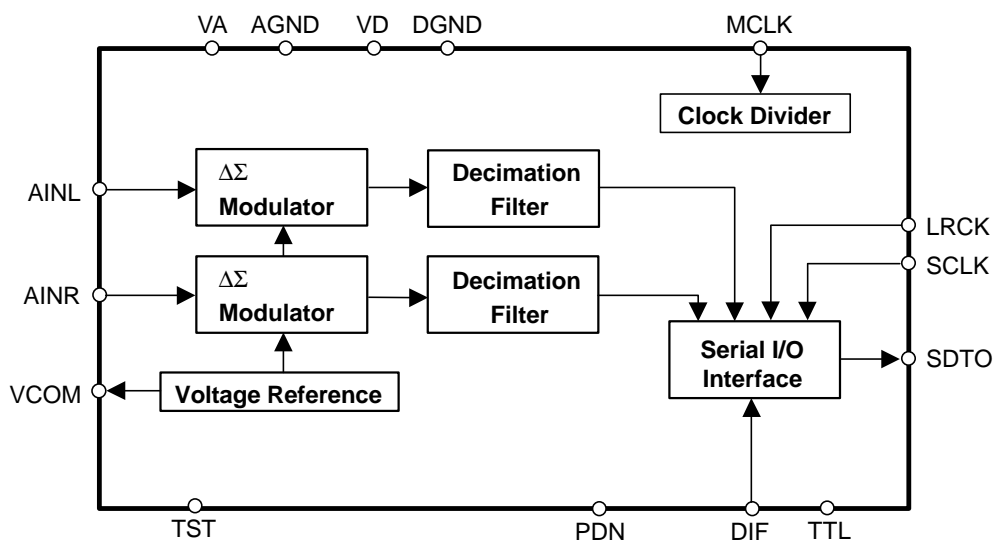 VA AGND VD DGND MCLK
Clock Divider
AINL
ΔΣ
Modulator
Decimation
Filter
LRCK
SCLK
AINR
ΔΣ
Modulator
Decimation
Filter
Serial I/O
Interface
SDTO
VCOM
Voltage Reference
TST PDN DIF TTL